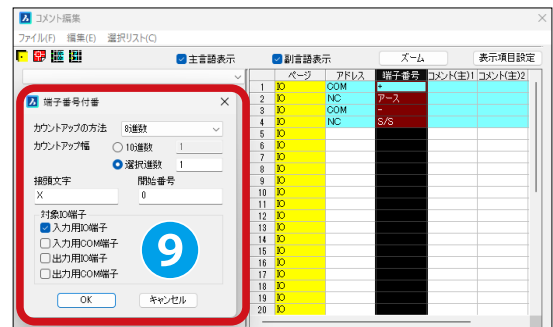 コメント編集
ファイル(F) 編集(E) 選択リスト(C)
主言語表示 副言語表示 ズーム 表示項目設定
ページ アドレス 端子番号 コメント(主)1 コメント(主)2
1 IO COM +
2 IO NC アース
3 IO COM -
4 IO NC S/S
5 IO
6 IO
7 IO
8 IO
9 IO
10 IO
11 IO
12 IO
13 IO
14 IO
15 IO
16 IO
17 IO
18 IO
19 IO
20 IO
端子番号付番
カウントアップの方法 8進数
カウントアップ幅 10進数 1
選択進数 1
接頭文字 開始番号
X 0
対象IO端子
入力用IO端子
入力用COM端子
出力用IO端子
出力用COM端子
9
OK キャンセル